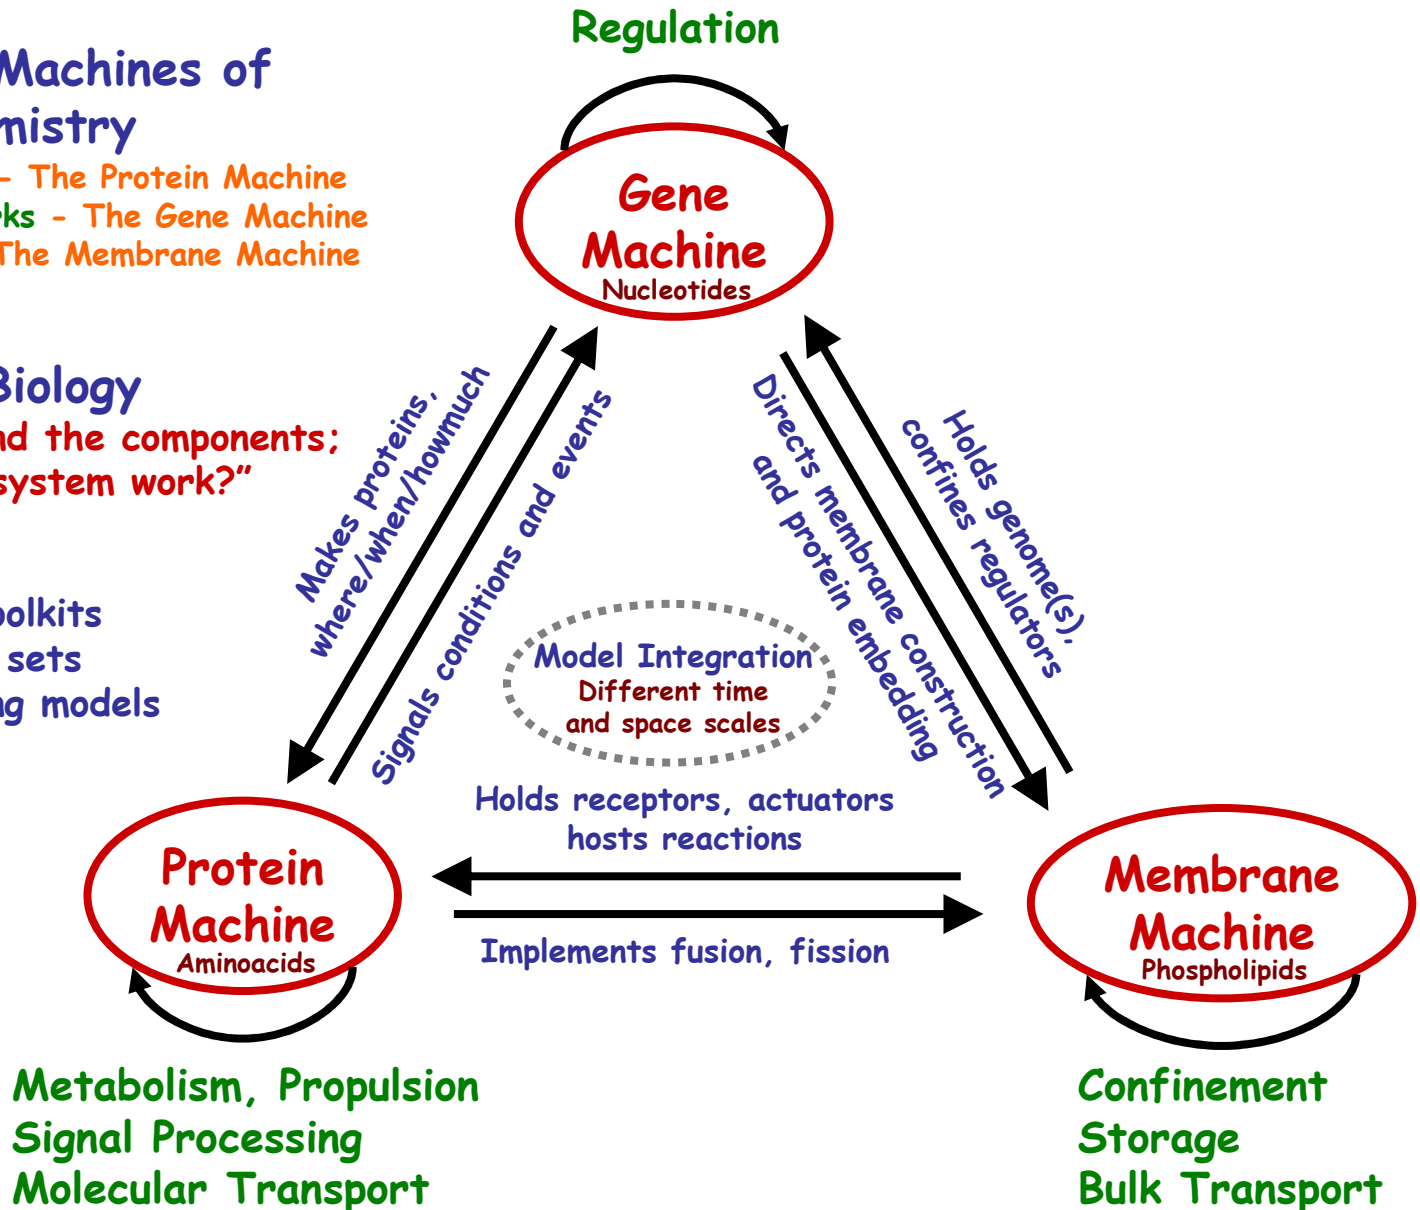 Regulation
Machines of
mistry
- The Protein Machine
rks - The Gene Machine
The Membrane Machine
Gene
Machine
Nucleotides
Biology
nd the components;
system work?”
oolkits
sets
ng models
Makes proteins,
where/when/howmuch
Signals conditions and events
Directs membrane construction
and protein embedding
Holds genome(s),
confines regulators
Model Integration
Different time
and space scales
Holds receptors, actuators
hosts reactions
Implements fusion, fission
Protein
Machine
Aminoacids
Membrane
Machine
Phospholipids
Metabolism, Propulsion
Signal Processing
Molecular Transport
Confinement
Storage
Bulk Transport